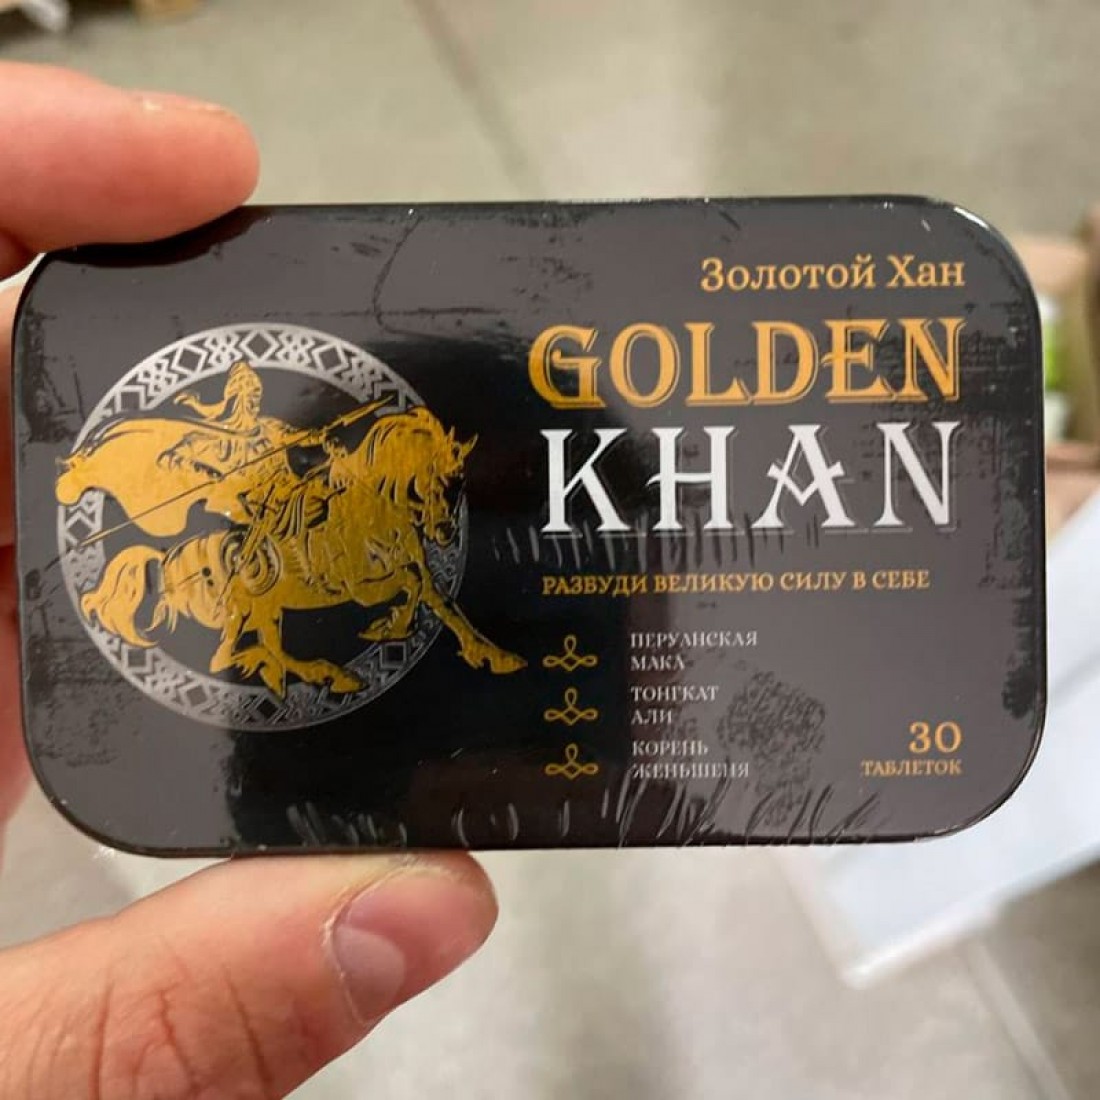 Золотой Хан
GOLDEN
KHAN
РАЗБУДИ ВЕЛИКУЮ СИЛУ В СЕБЕ
ПЕРУАНСКАЯ
МАКА
ТОНГКАТ
АЛИ
КОРЕНЬ
ЖЕНЬШЕНЯ
30
ТАБЛЕТОК